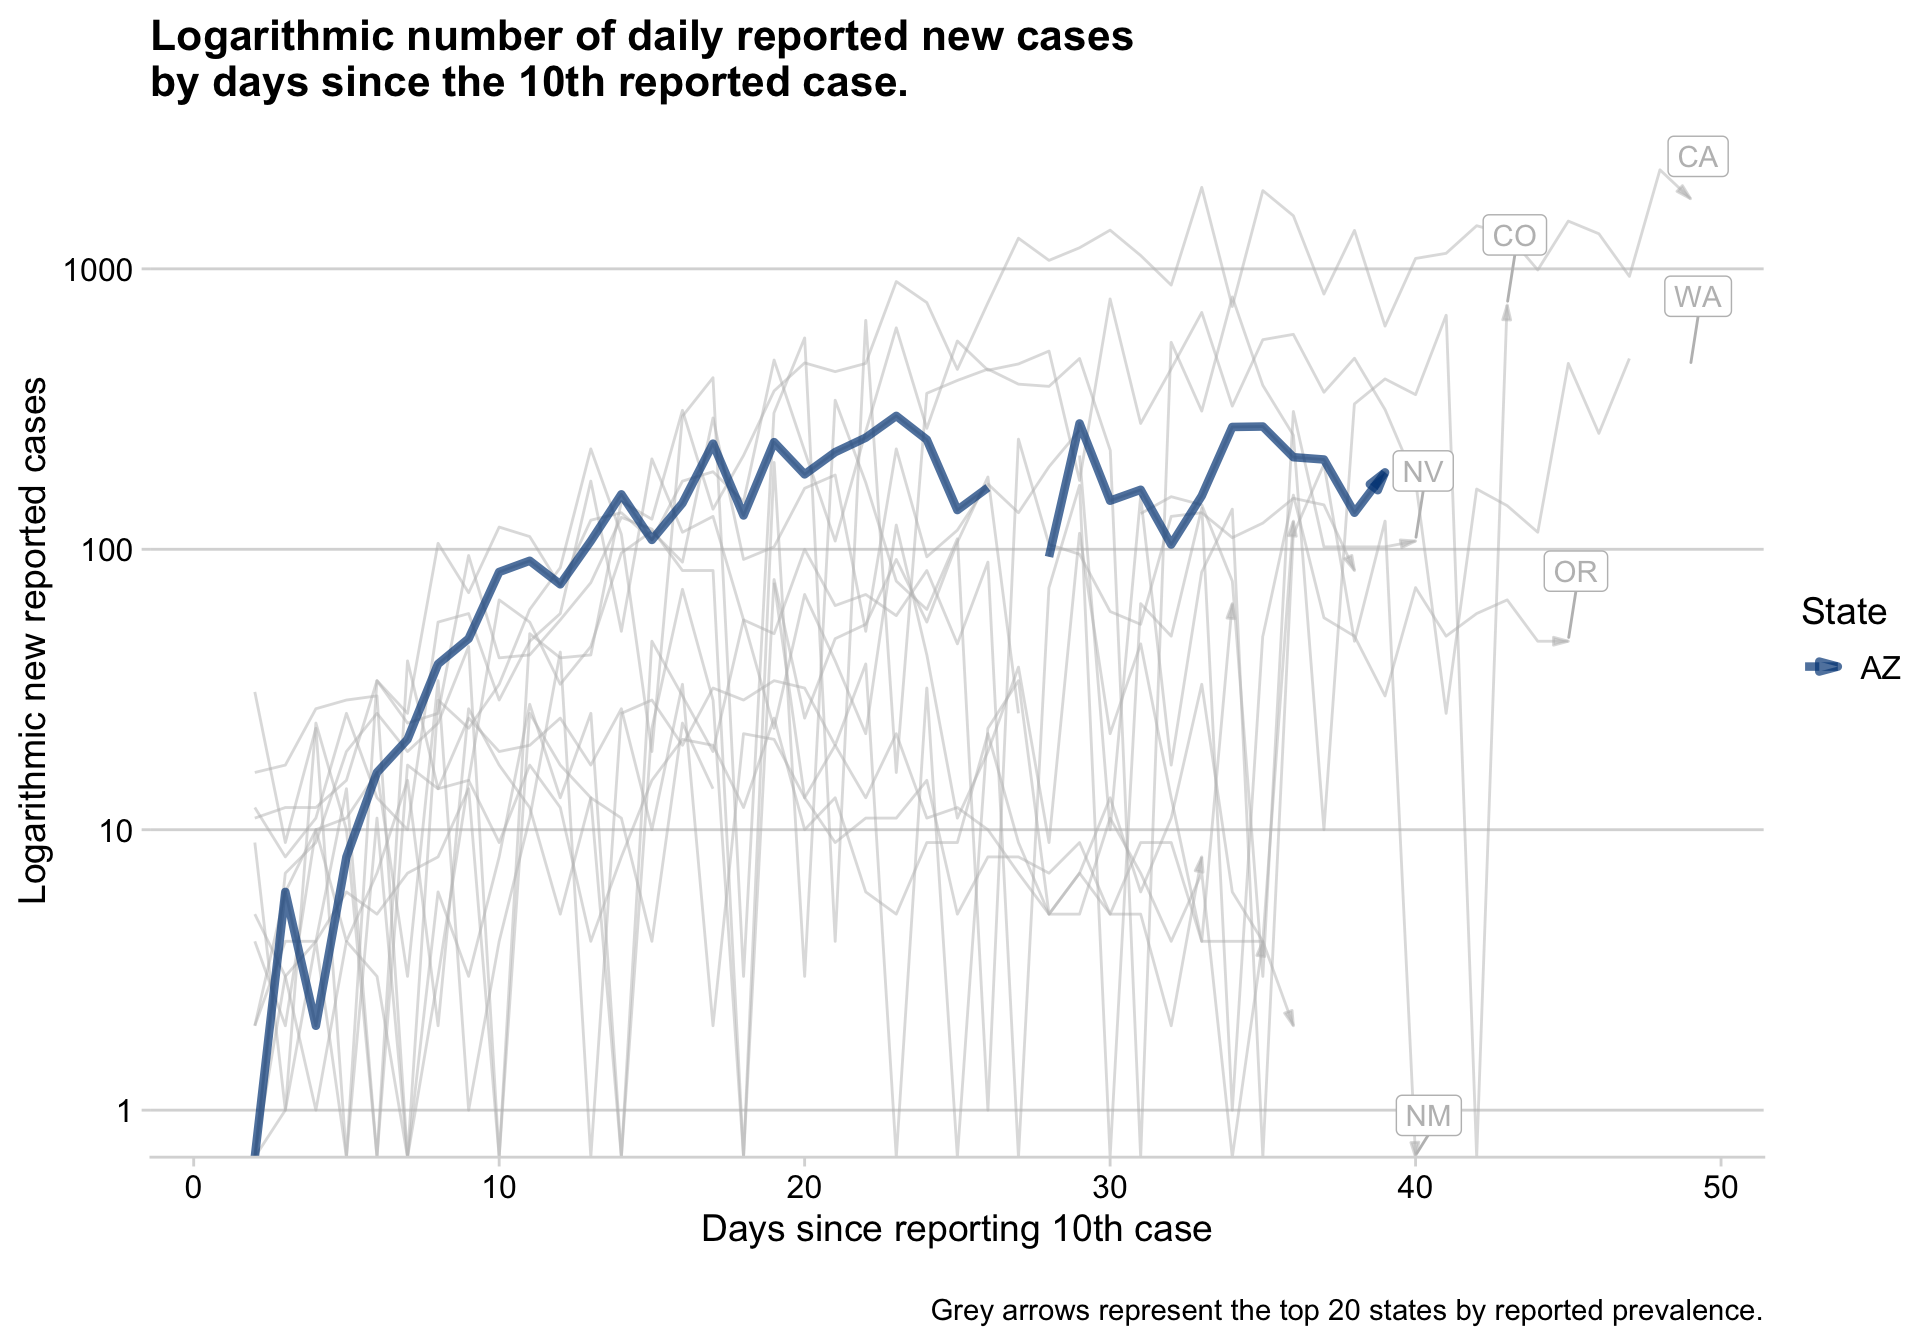 Logarithmic number of daily reported new cases
by days since the 10th reported case.
CA
CO
WA
1000
NV
100
OR
10
1
NM
Logarithmic new reported cases
State
AZ
0 10 20 30 40 50
Days since reporting 10th case
Grey arrows represent the top 20 states by reported prevalence.